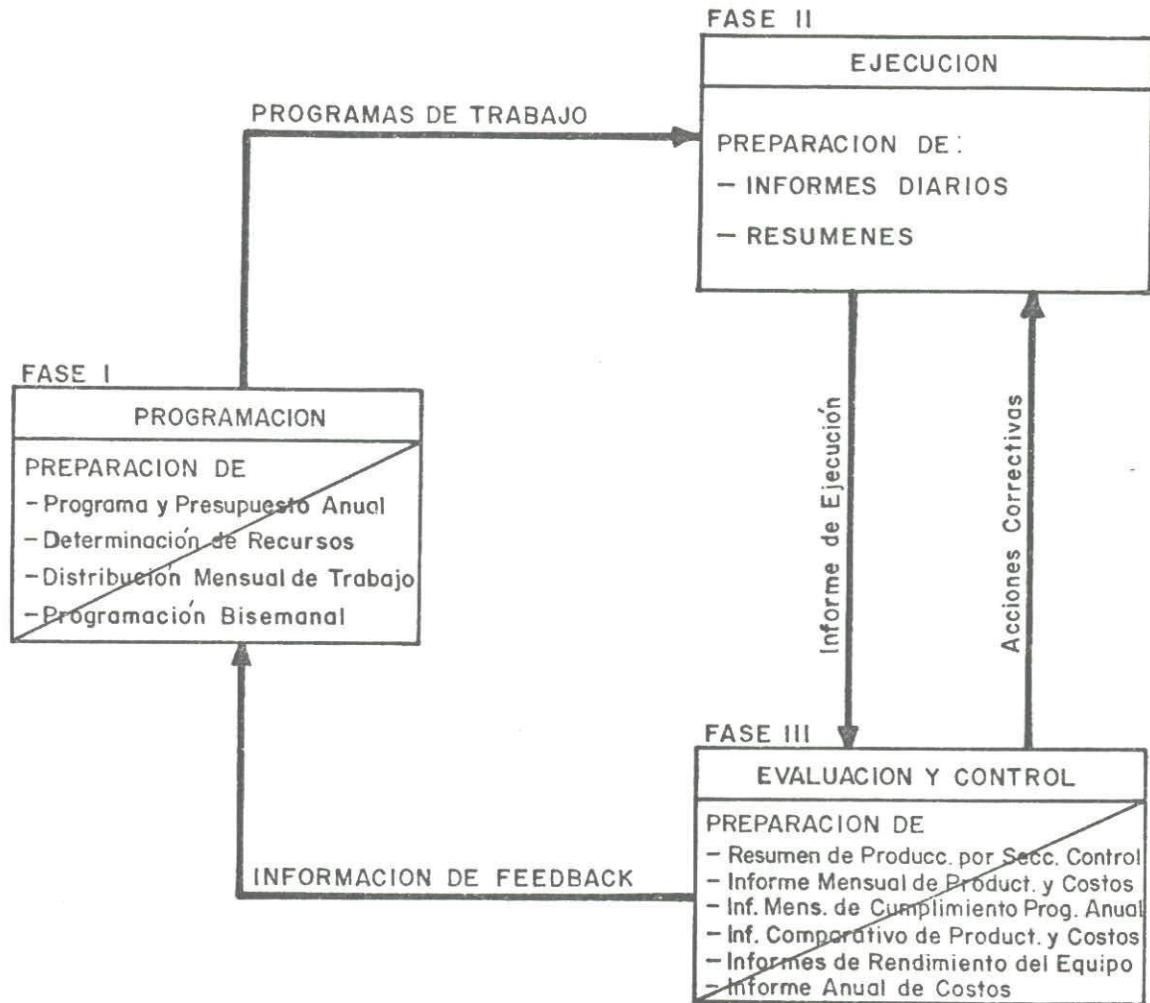 FASE II
EJECUCION
PREPARACION DE:
- INFORMES DIARIOS
- RESUMENES
PROGRAMAS DE TRABAJO
FASE I
PROGRAMACION
PREPARACION DE
- Programa y Presupuesto Anual
- Determinación de Recursos
- Distribución Mensual de Trabajo
- Programación Bisemanal
Informe de Ejecución
Acciones Correctivas
FASE III
EVALUACION Y CONTROL
PREPARACION DE
- Resumen de Producc. por Secc. Control
- Informe Mensual de Product. y Costos
- Inf. Mens. de Cumplimiento Prog. Anual
- Inf. Comparativo de Product. y Costos
- Informes de Rendimiento del Equipo
- Informe Anual de Costos
INFORMACION DE FEEDBACK